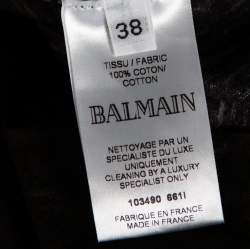 38
TISSU / FABRIC
100% COTON/
COTTON
BALMAIN
NETTOYAGE PAR UN
SPECIALISTE DU LUXE
UNIQUEMENT
CLEANING BY A LUXURY
SPECIALIST ONLY
103490 661I
FABRIQUE EN FRANCE
MADE IN FRANCE